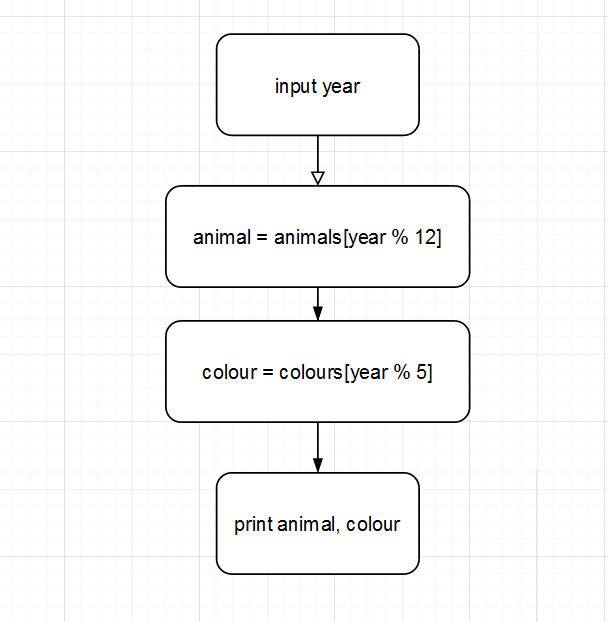 input year
animal = animals[year % 12]
colour = colours[year % 5]
print animal, colour